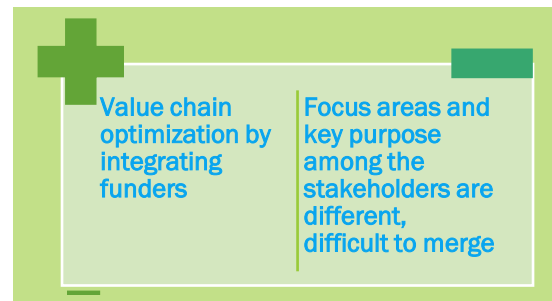 Value chain
optimization by
integrating
funders
Focus areas and
key purpose
among the
stakeholders are
different,
difficult to merge